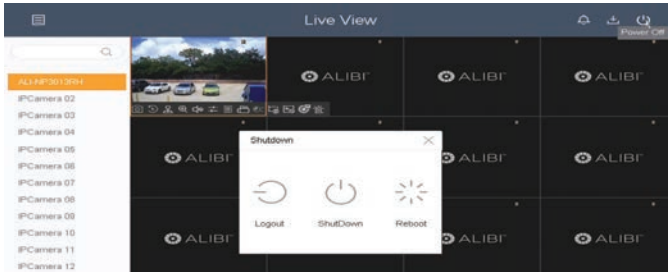 Live View
Power Off
ALI-NP3013RH
IPCamera 02
IPCamera 03
IPCamera 04
IPCamera 05
IPCamera 06
IPCamera 07
IPCamera 08
IPCamera 09
IPCamera 10
IPCamera 11
IPCamera 12
ALIBI
ALIBI
ALIBI
ALIBI
ALIBI
ALIBI
ALIBI
ALIBI
Shutdown
Logout
ShutDown
Reboot